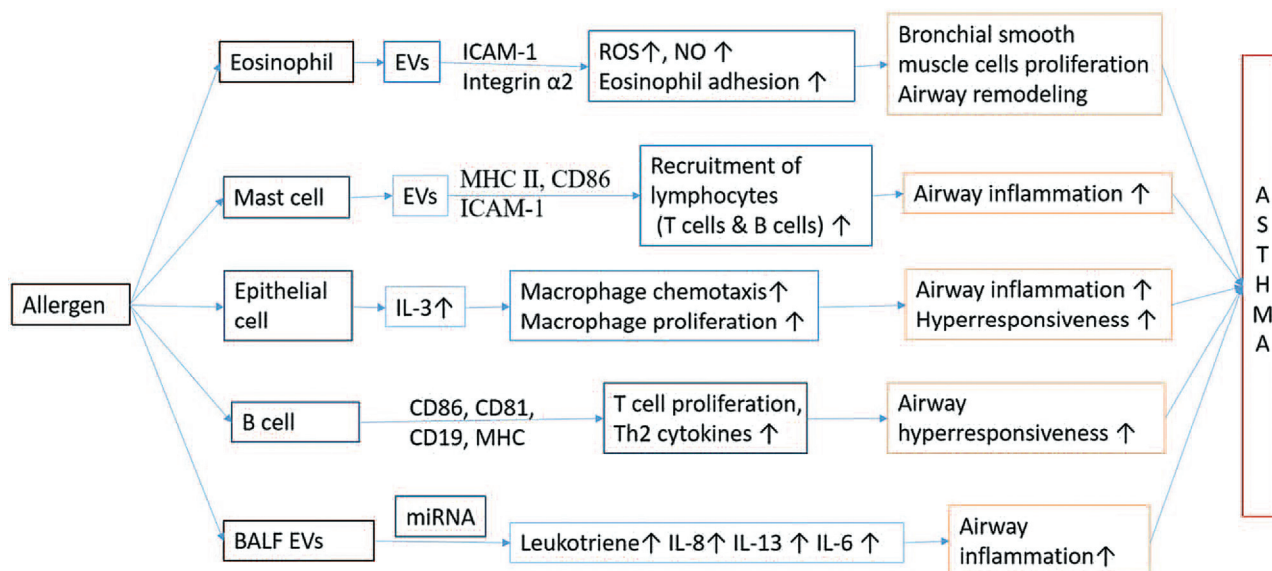 Allergen
Eosinophil
EVs
ICAM-1
Integrin α2
ROS↑, NO ↑
Eosinophil adhesion ↑
Bronchial smooth
muscle cells proliferation
Airway remodeling
Mast cell
EVs
MHC II, CD86
ICAM-1
Recruitment of
lymphocytes
(T cells & B cells) ↑
Airway inflammation ↑
Epithelial
cell
IL-3↑
Macrophage chemotaxis↑
Macrophage proliferation ↑
Airway inflammation ↑
Hyperresponsiveness ↑
B cell
CD86, CD81,
CD19, MHC
T cell proliferation,
Th2 cytokines ↑
Airway
hyperresponsiveness ↑
BALF EVs
miRNA
Leukotriene↑ IL-8↑ IL-13 ↑ IL-6 ↑
Airway
inflammation↑
A
S
T
H
M
A